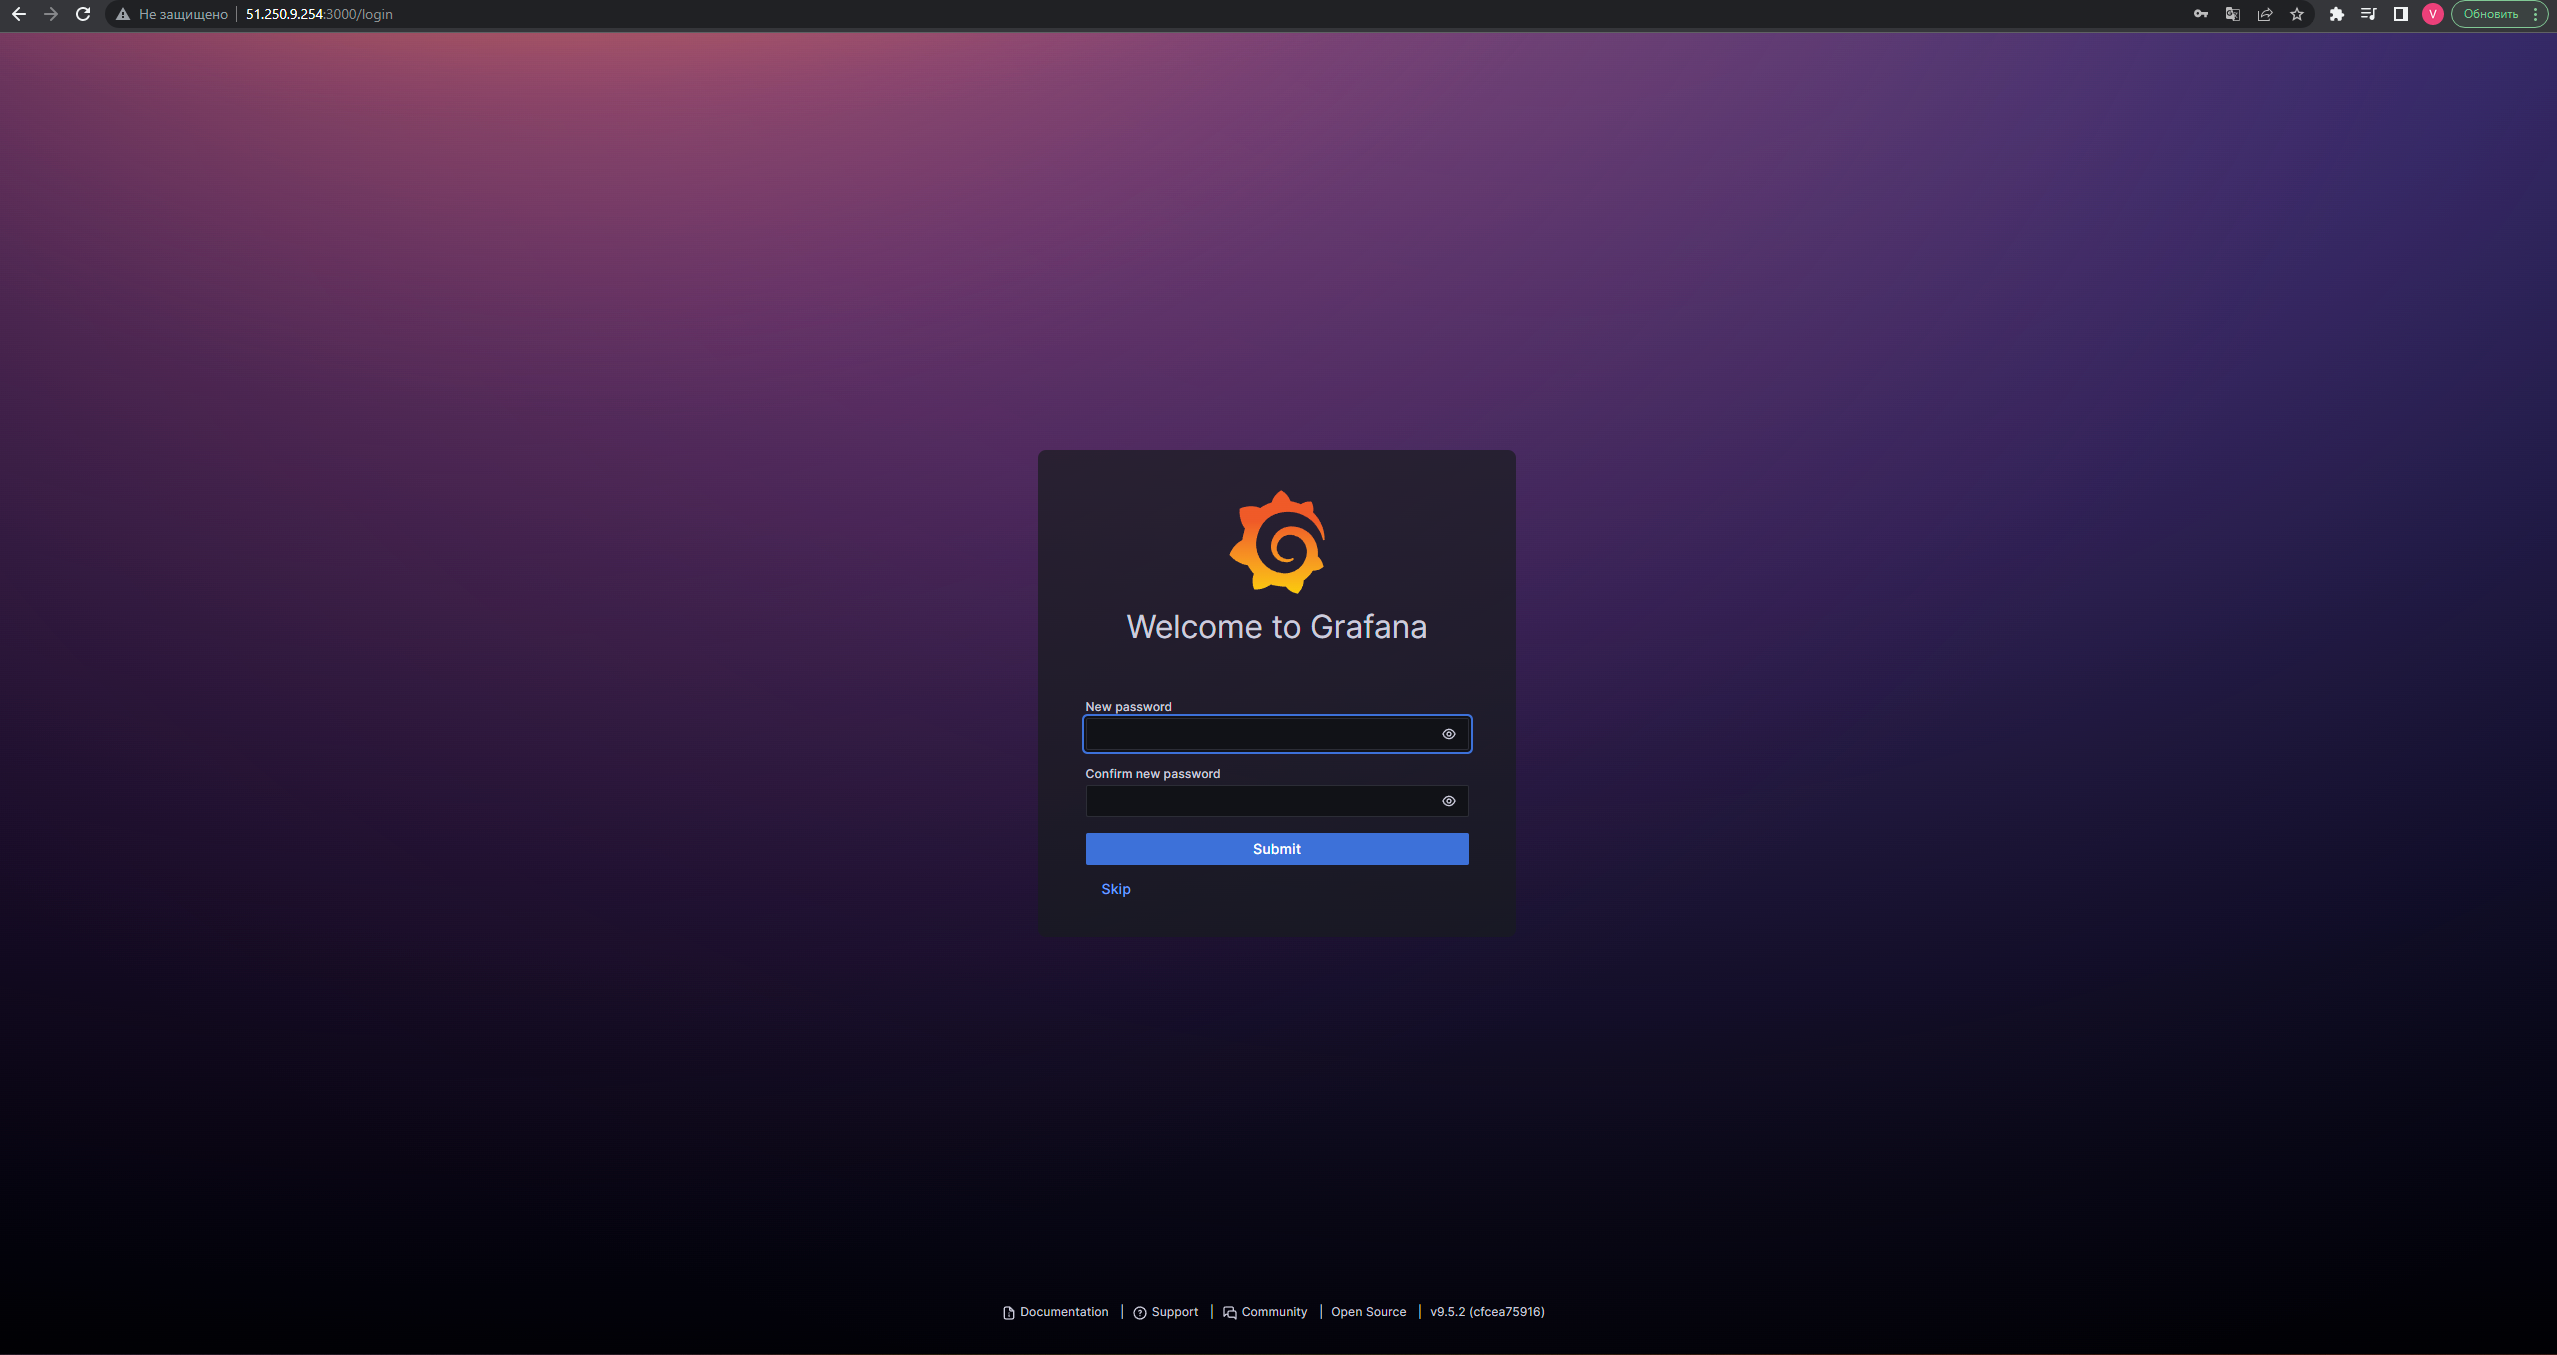 Не защищено 51.250.9.254:3000/login V Обновить
Welcome to Grafana
New password
Confirm new password
Submit
Skip
Documentation Support Community Open Source v9.5.2 (cfcea75916)